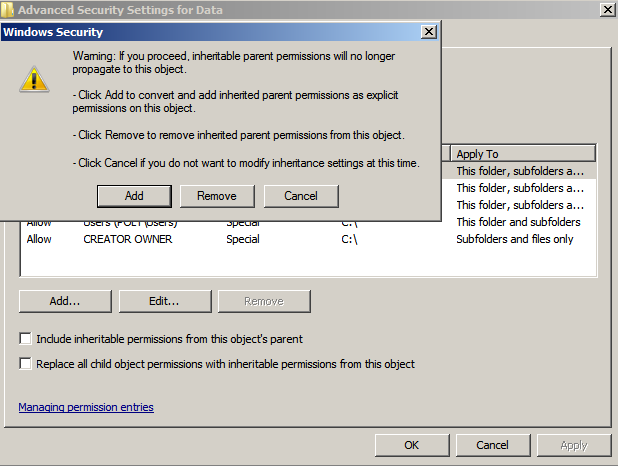 Advanced Security Settings for Data
Windows Security
Warning: If you proceed, inheritable parent permissions will no longer
propagate to this object.
- Click Add to convert and add inherited parent permissions as explicit
permissions on this object.
- Click Remove to remove inherited parent permissions from this object.
- Click Cancel if you do not want to modify inheritance settings at this time.
Add Remove Cancel
Apply To
This folder, subfolders a...
This folder, subfolders a...
This folder, subfolders a...
Allow Users (POLY\Users) Special C:\ This folder and subfolders
Allow CREATOR OWNER Special C:\ Subfolders and files only
Add... Edit... Remove
Include inheritable permissions from this object's parent
Replace all child object permissions with inheritable permissions from this object
Managing permission entries
OK Cancel Apply